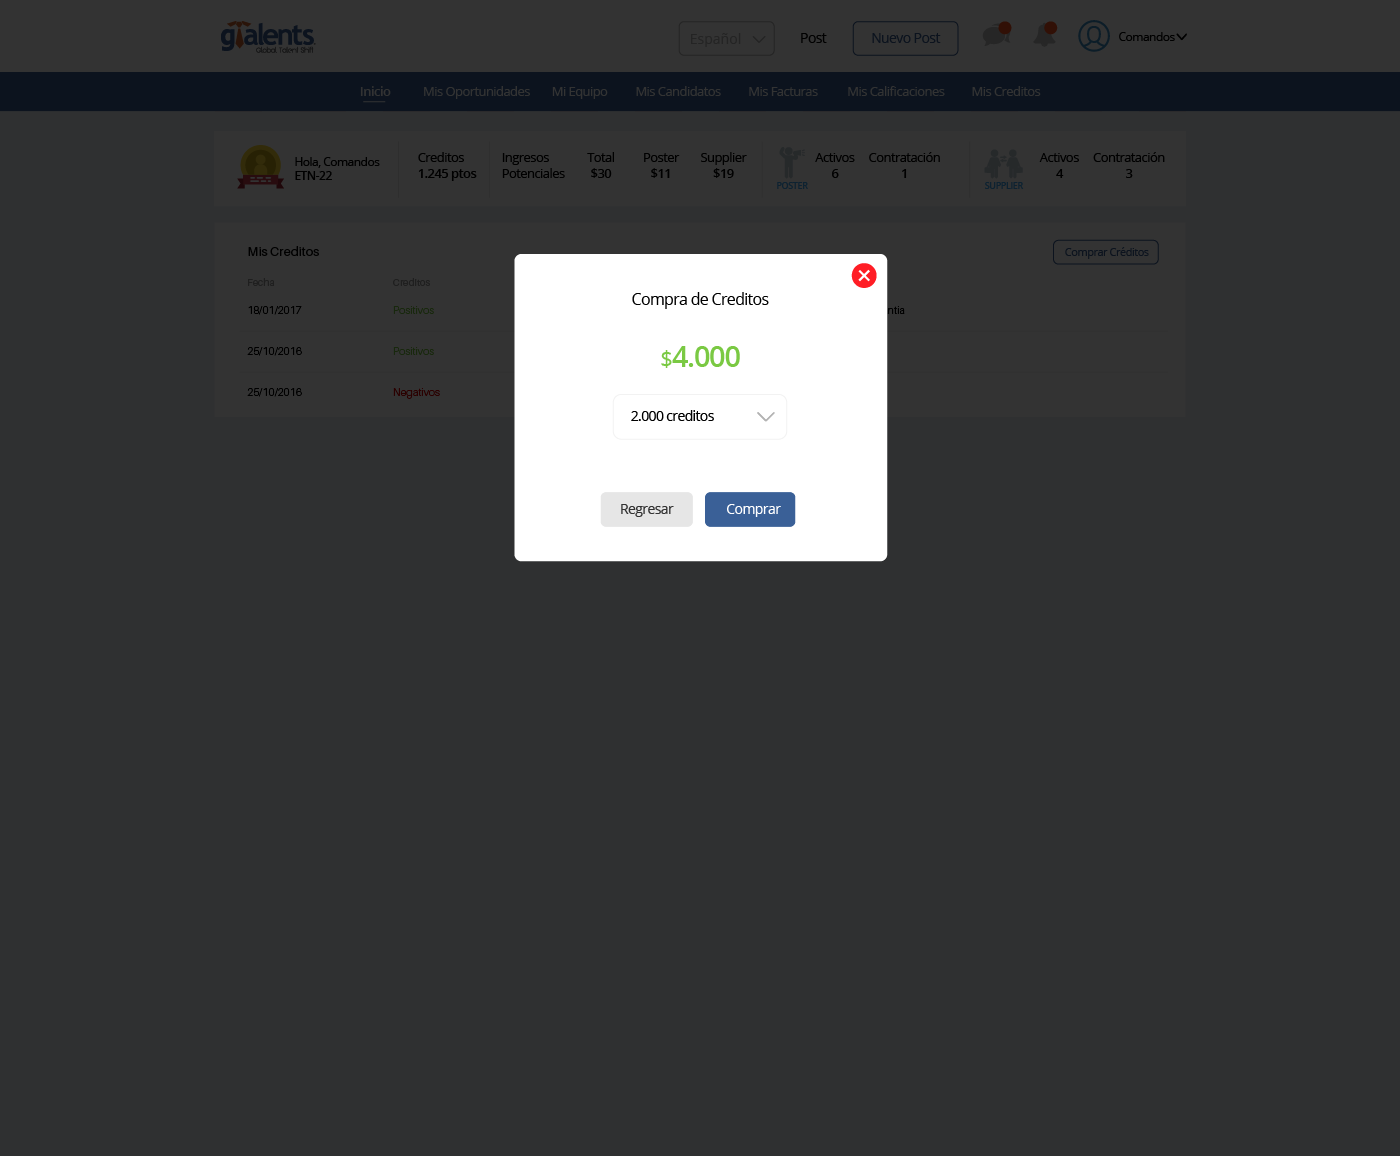 gtalents
Global Talent Shift
Español
Post
Nuevo Post
Comandos
Inicio
Mis Oportunidades
Mi Equipo
Mis Candidatos
Mis Facturas
Mis Calificaciones
Mis Creditos
Hola, Comandos
ETN-22
Creditos
1.245 ptos
Ingresos
Potenciales
Total
$30
Poster
$11
Supplier
$19
POSTER
Activos
6
Contratación
1
SUPPLIER
Activos
4
Contratación
3
Mis Creditos
Comprar Créditos
Fecha
Creditos
18/01/2017
Positivos
ntia
25/10/2016
Positivos
25/10/2016
Negativos
Compra de Creditos
$4.000
2.000 creditos
Regresar
Comprar